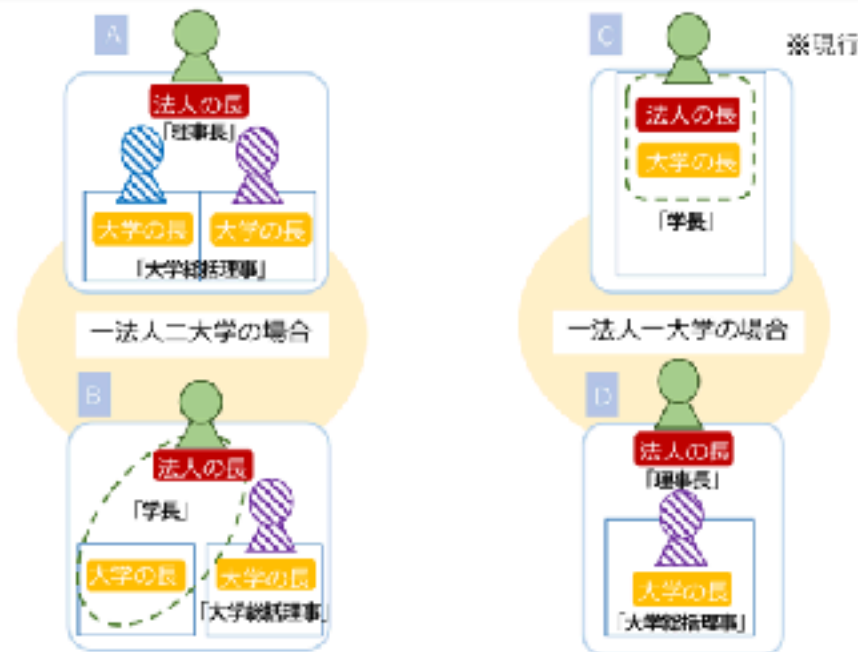 A
法人の長
「理事長」
大学の長
大学の長
「大学総括理事」
一法人二大学の場合
B
法人の長
「学長」
大学の長
大学の長
「大学総括理事」
C
※現行
法人の長
大学の長
「学長」
一法人一大学の場合
D
法人の長
「理事長」
大学の長
「大学総括理事」